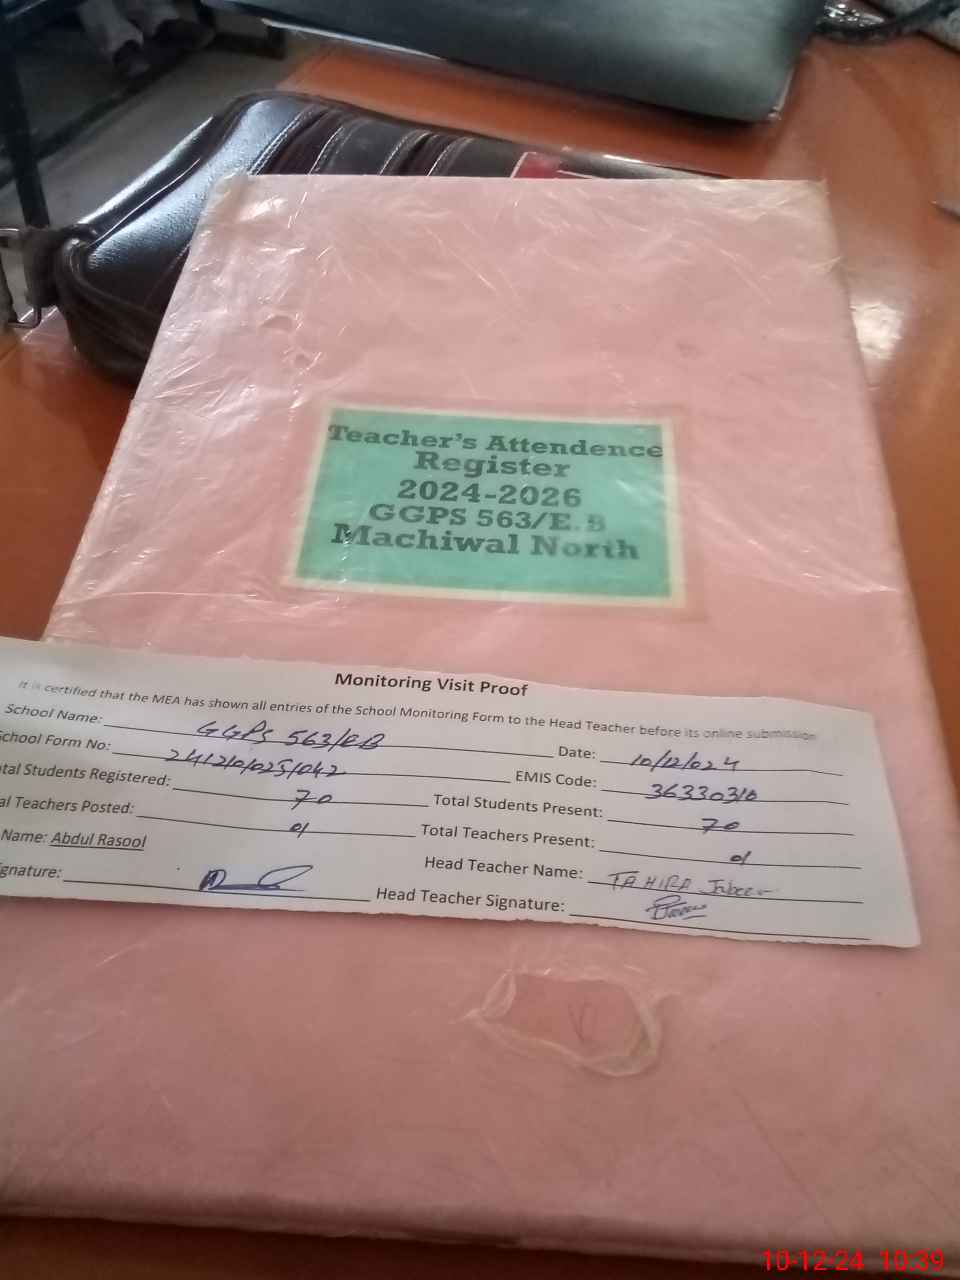 Teacher's Attendence
Register
2024-2026
GGPS 563/E.B
Machiwal North
Monitoring Visit Proof
It is certified that the MEA has shown all entries of the School Monitoring Form to the Head Teacher before its online submission
School Name: GGPS 563/EB Date: 10/12/024
School Form No: EMIS Code: 36330310
tal Students Registered: 70 Total Students Present: 70
al Teachers Posted: 01 Total Teachers Present: 01
Name: Abdul Rasool Head Teacher Name: TAHIRA Jabeen
gnature: Head Teacher Signature:
10-12-24 10:39